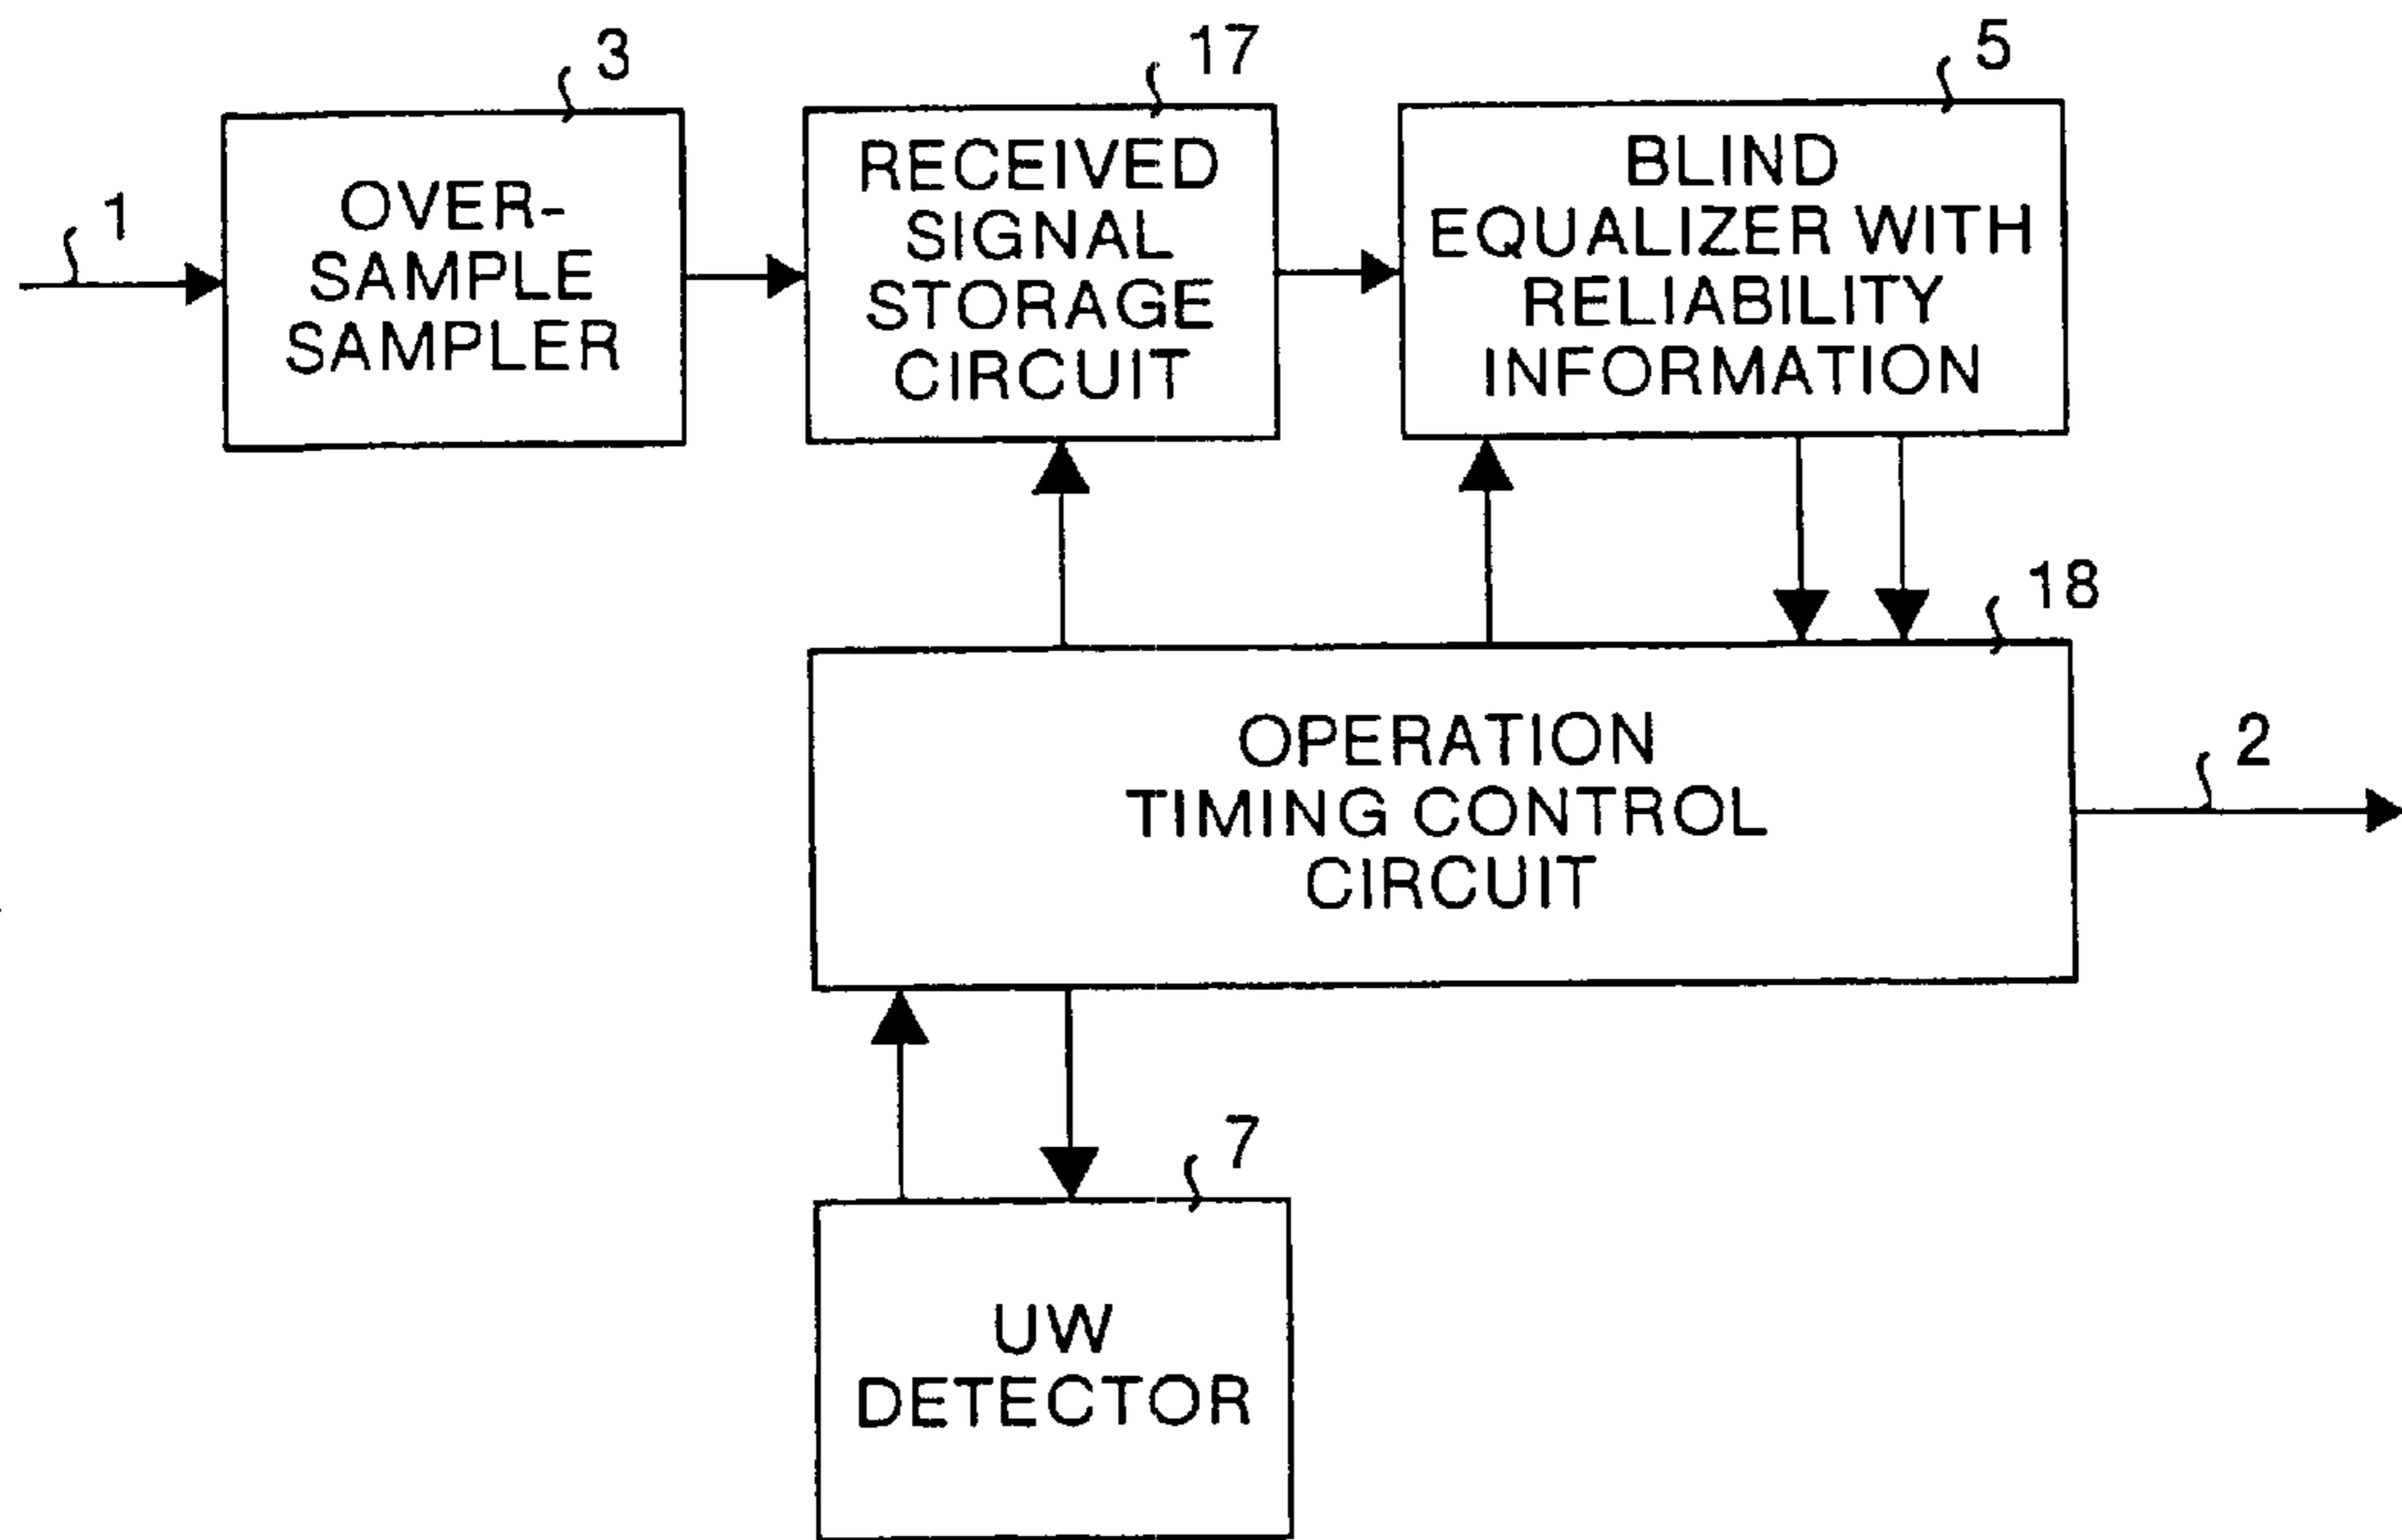 3
17
5
1
OVER-
SAMPLE
SAMPLER
RECEIVED
SIGNAL
STORAGE
CIRCUIT
BLIND
EQUALIZER WITH
RELIABILITY
INFORMATION
18
OPERATION
TIMING CONTROL
CIRCUIT
2
7
UW
DETECTOR